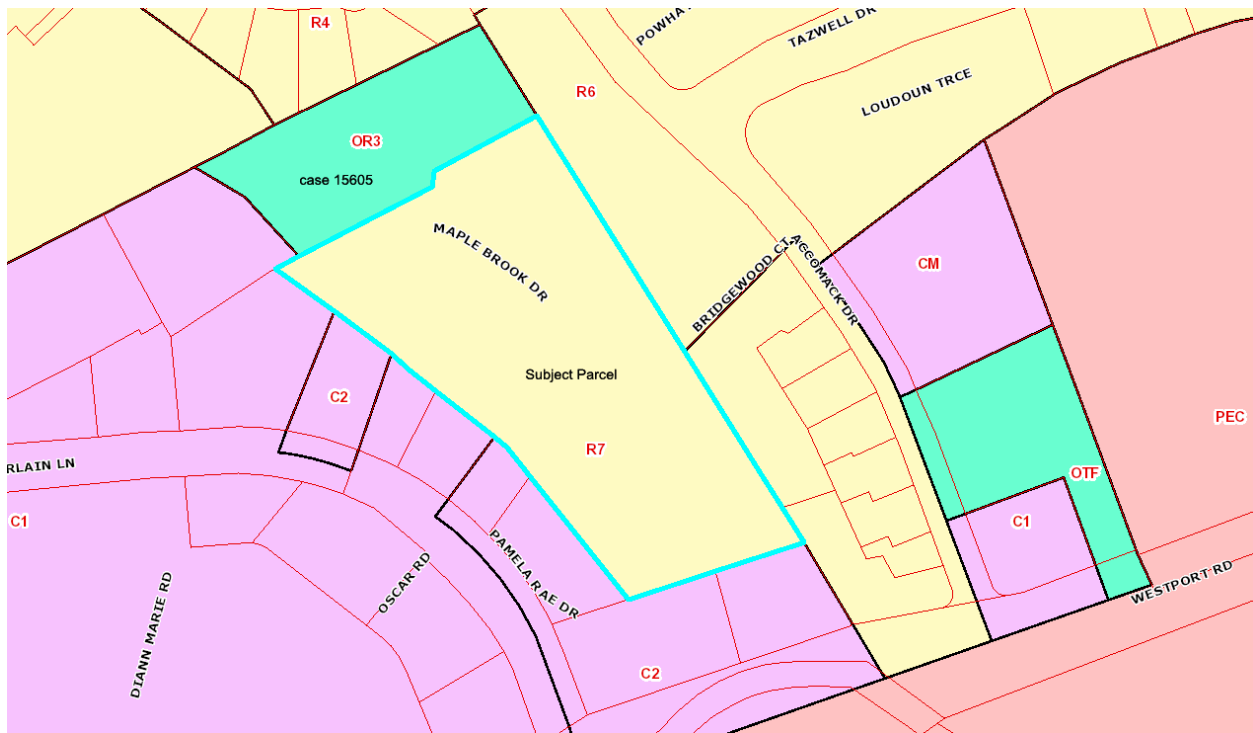 R4
POWHA
TAZWELL DR
R6
LOUDOUN TRCE
OR3
case 15605
MAPLE BROOK DR
BRIDGEWOOD CT
ACCOMACK DR
CM
Subject Parcel
C2
R7
PEC
RLAIN LN
OTF
C1
C1
PAMELA RAE DR
OSCAR RD
WESTPORT RD
DIANN MARIE RD
C2